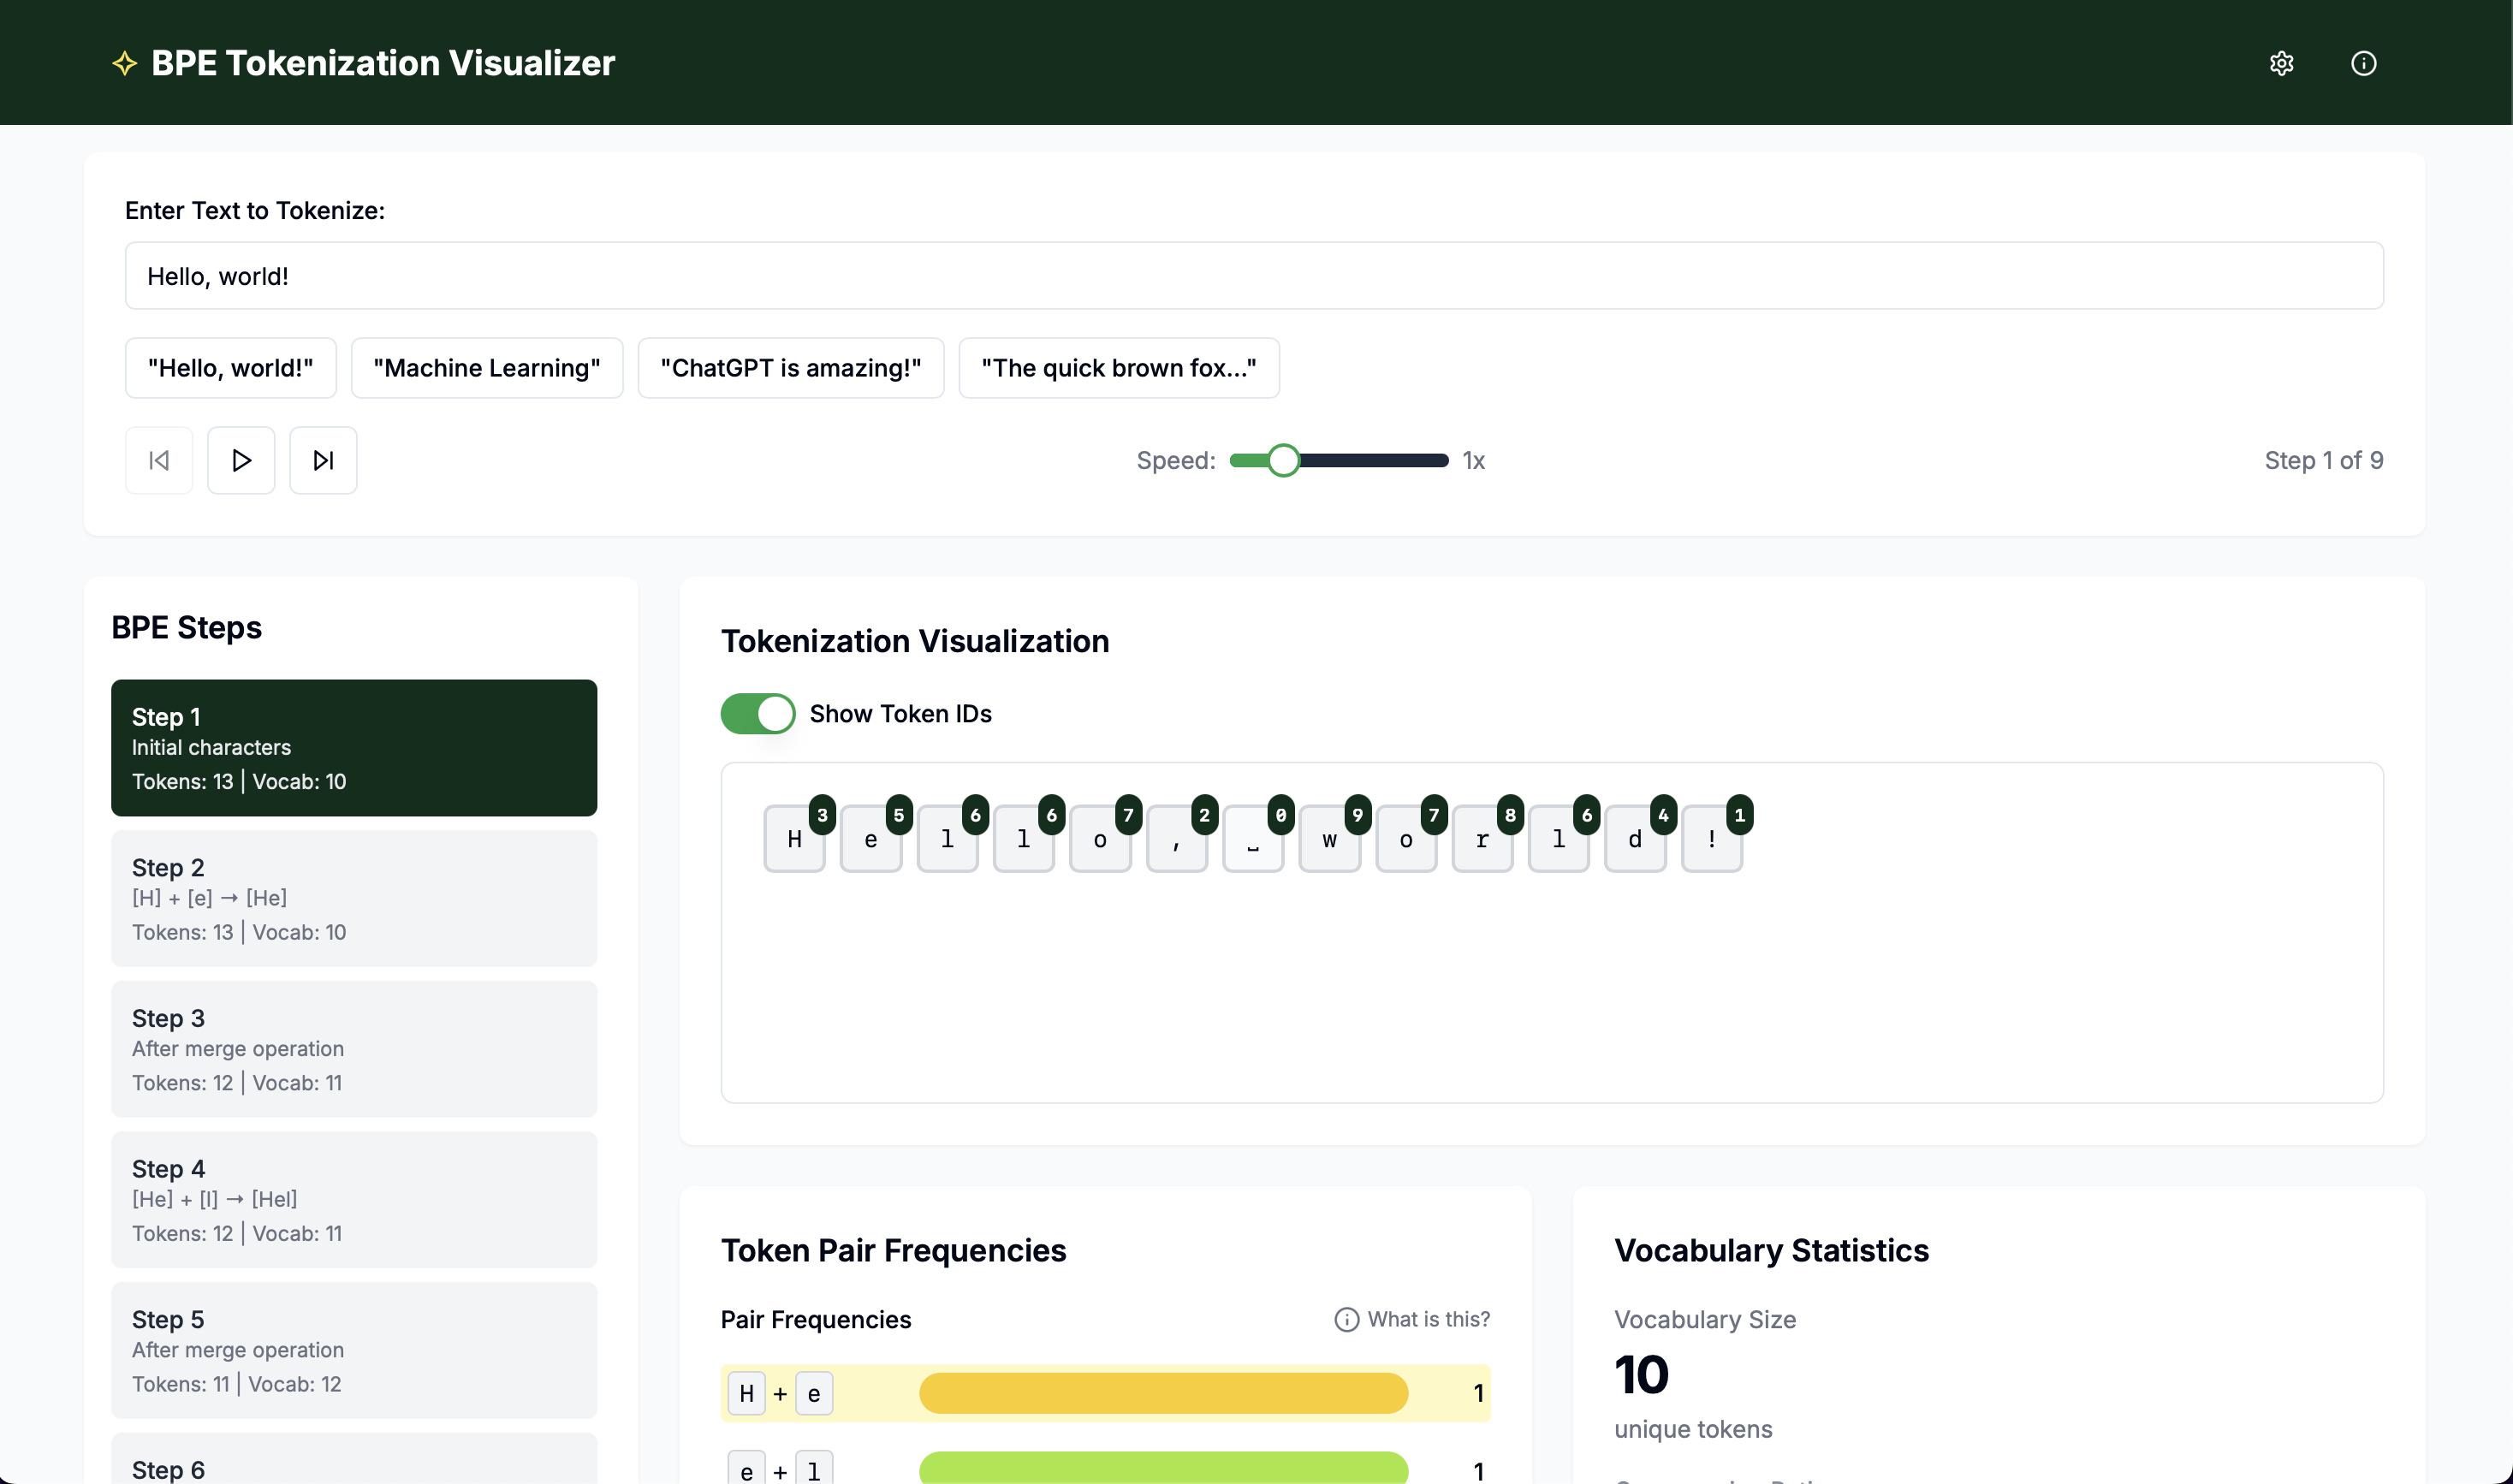 BPE Tokenization Visualizer
Enter Text to Tokenize:
Hello, world!
"Hello, world!" "Machine Learning" "ChatGPT is amazing!" "The quick brown fox..."
Speed: 1x Step 1 of 9
BPE Steps
Step 1
Initial characters
Tokens: 13 | Vocab: 10
Step 2
[H] + [e] → [He]
Tokens: 13 | Vocab: 10
Step 3
After merge operation
Tokens: 12 | Vocab: 11
Step 4
[He] + [l] → [Hel]
Tokens: 12 | Vocab: 11
Step 5
After merge operation
Tokens: 11 | Vocab: 12
Step 6
Tokenization Visualization
Show Token IDs
3 5 6 6 7 2 0 9 7 8 6 4 1
H e l l o , ␣ w o r l d !
Token Pair Frequencies
Pair Frequencies What is this?
H + e 1
e + l 1
Vocabulary Statistics
Vocabulary Size
10
unique tokens